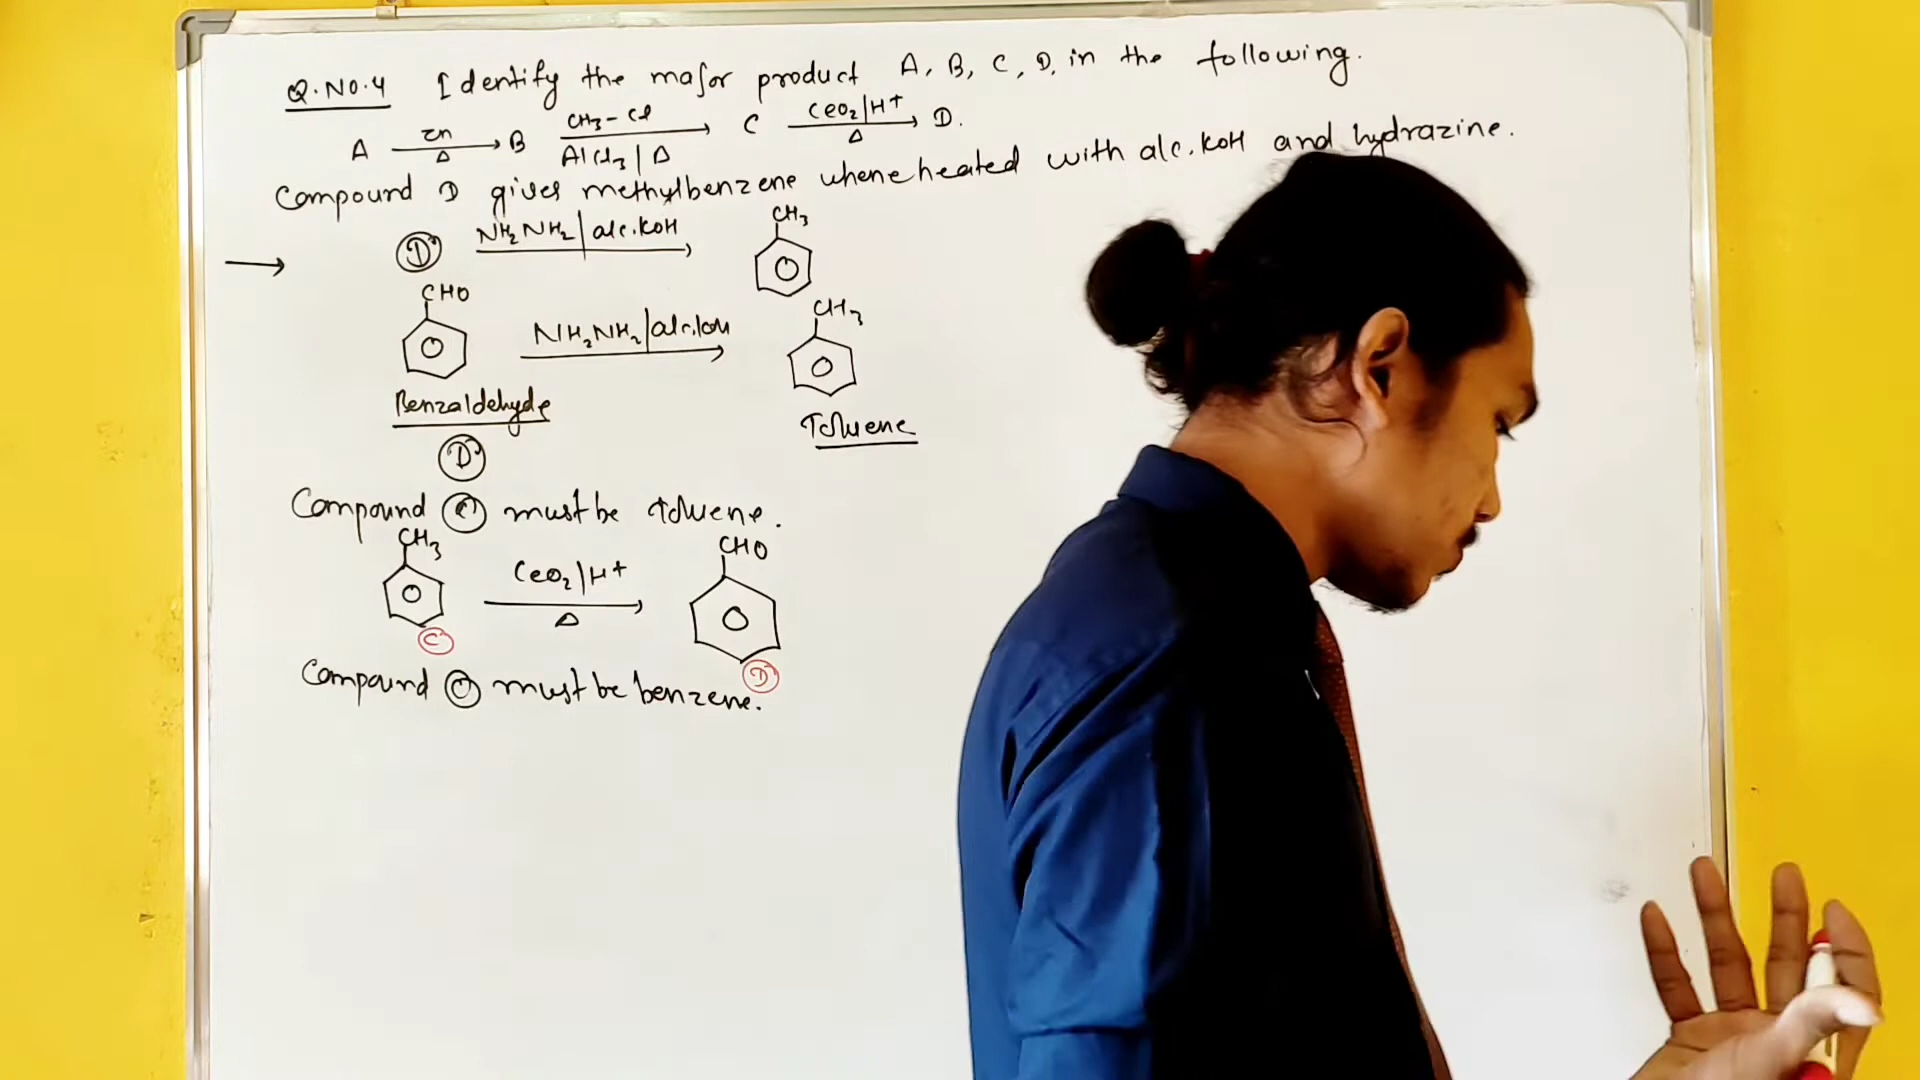 Q.NO.4 Identify the major product A, B, C, D, in the following.
A Zn Δ → B CH₃-Cl AlCl₃ | Δ → C CeO₂|H⁺ Δ → D.
Compound D gives methylbenzene whene heated with alc. KOH and hydrazine.
→ D NH₂NH₂|alc.KOH → CH₃
CHO NH₂NH₂|alc.KOH → CH₃
Benzaldehyde Toluene
D
Compound C must be toluene.
CH₃ CeO₂|H⁺ Δ → CHO
C D
Compound must be benzene.